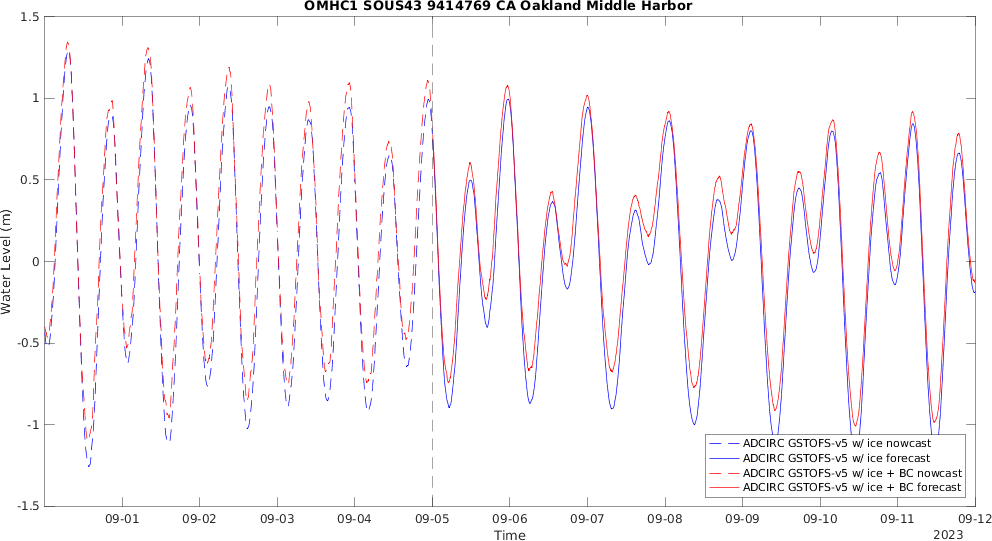 OMHC1 SOUS43 9414769 CA Oakland Middle Harbor
Water Level (m)
1.5
1
0.5
0
-0.5
-1
-1.5
09-01 09-02 09-03 09-04 09-05 09-06 09-07 09-08 09-09 09-10 09-11 09-12
Time
2023
ADCIRC GSTOFS-v5 w/ ice nowcast
ADCIRC GSTOFS-v5 w/ ice forecast
ADCIRC GSTOFS-v5 w/ ice + BC nowcast
ADCIRC GSTOFS-v5 w/ ice + BC forecast